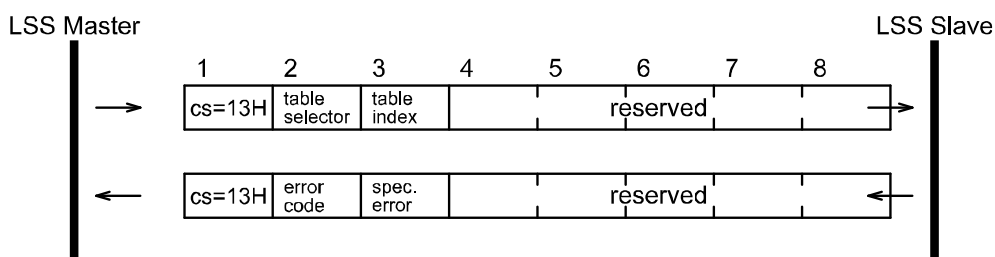 LSS Master LSS Slave
1 2 3 4 5 6 7 8
cs=13H table selector table index reserved
cs=13H error code spec. error reserved